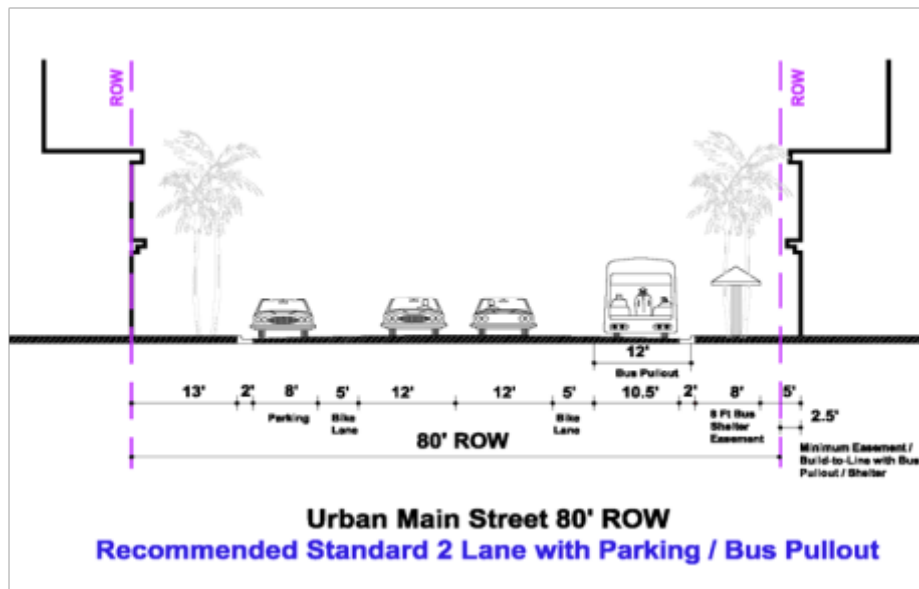 ROW
ROW
12'
Bus Pullout
13' 2' 8' 5' 12' 12' 5' 10.5' 2' 8' 5'
Parking
Bike
Lane
Bike
Lane
8 Ft Bus
Shelter
Easement
2.5'
80' ROW
Minimum Easement /
Build-to-Line with Bus
Pullout / Shelter
Urban Main Street 80' ROW
Recommended Standard 2 Lane with Parking / Bus Pullout